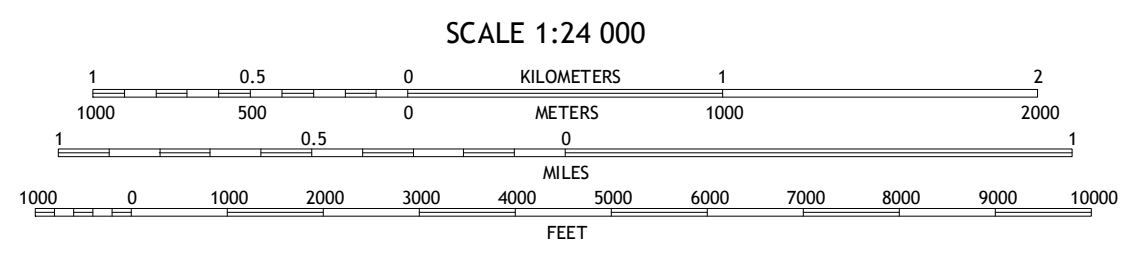 SCALE 1:24 000
1 0.5 0 KILOMETERS 1 2
1000 500 0 METERS 1000 2000
1 0.5 0 1
MILES
1000 0 1000 2000 3000 4000 5000 6000 7000 8000 9000 10000
FEET